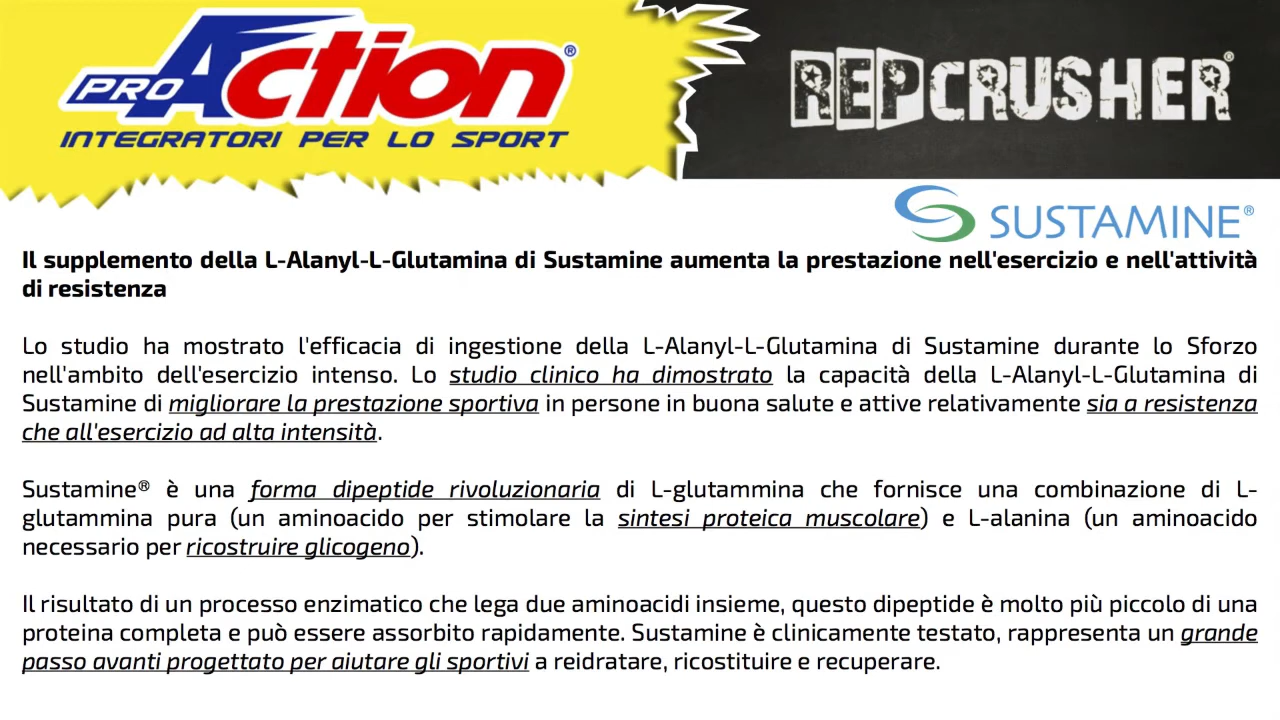 PROAction®
INTEGRATORI PER LO SPORT
REPCRUSHER®
SUSTAMINE®
Il supplemento della L-Alanyl-L-Glutamina di Sustamine aumenta la prestazione nell'esercizio e nell'attività
di resistenza
Lo studio ha mostrato l'efficacia di ingestione della L-Alanyl-L-Glutamina di Sustamine durante lo Sforzo
nell'ambito dell'esercizio intenso. Lo studio clinico ha dimostrato la capacità della L-Alanyl-L-Glutamina di
Sustamine di migliorare la prestazione sportiva in persone in buona salute e attive relativamente sia a resistenza
che all'esercizio ad alta intensità.
Sustamine® è una forma dipeptide rivoluzionaria di L-glutammina che fornisce una combinazione di L-
glutammina pura (un aminoacido per stimolare la sintesi proteica muscolare) e L-alanina (un aminoacido
necessario per ricostruire glicogeno).
Il risultato di un processo enzimatico che lega due aminoacidi insieme, questo dipeptide è molto più piccolo di una
proteina completa e può essere assorbito rapidamente. Sustamine è clinicamente testato, rappresenta un grande
passo avanti progettato per aiutare gli sportivi a reidratare, ricostituire e recuperare.